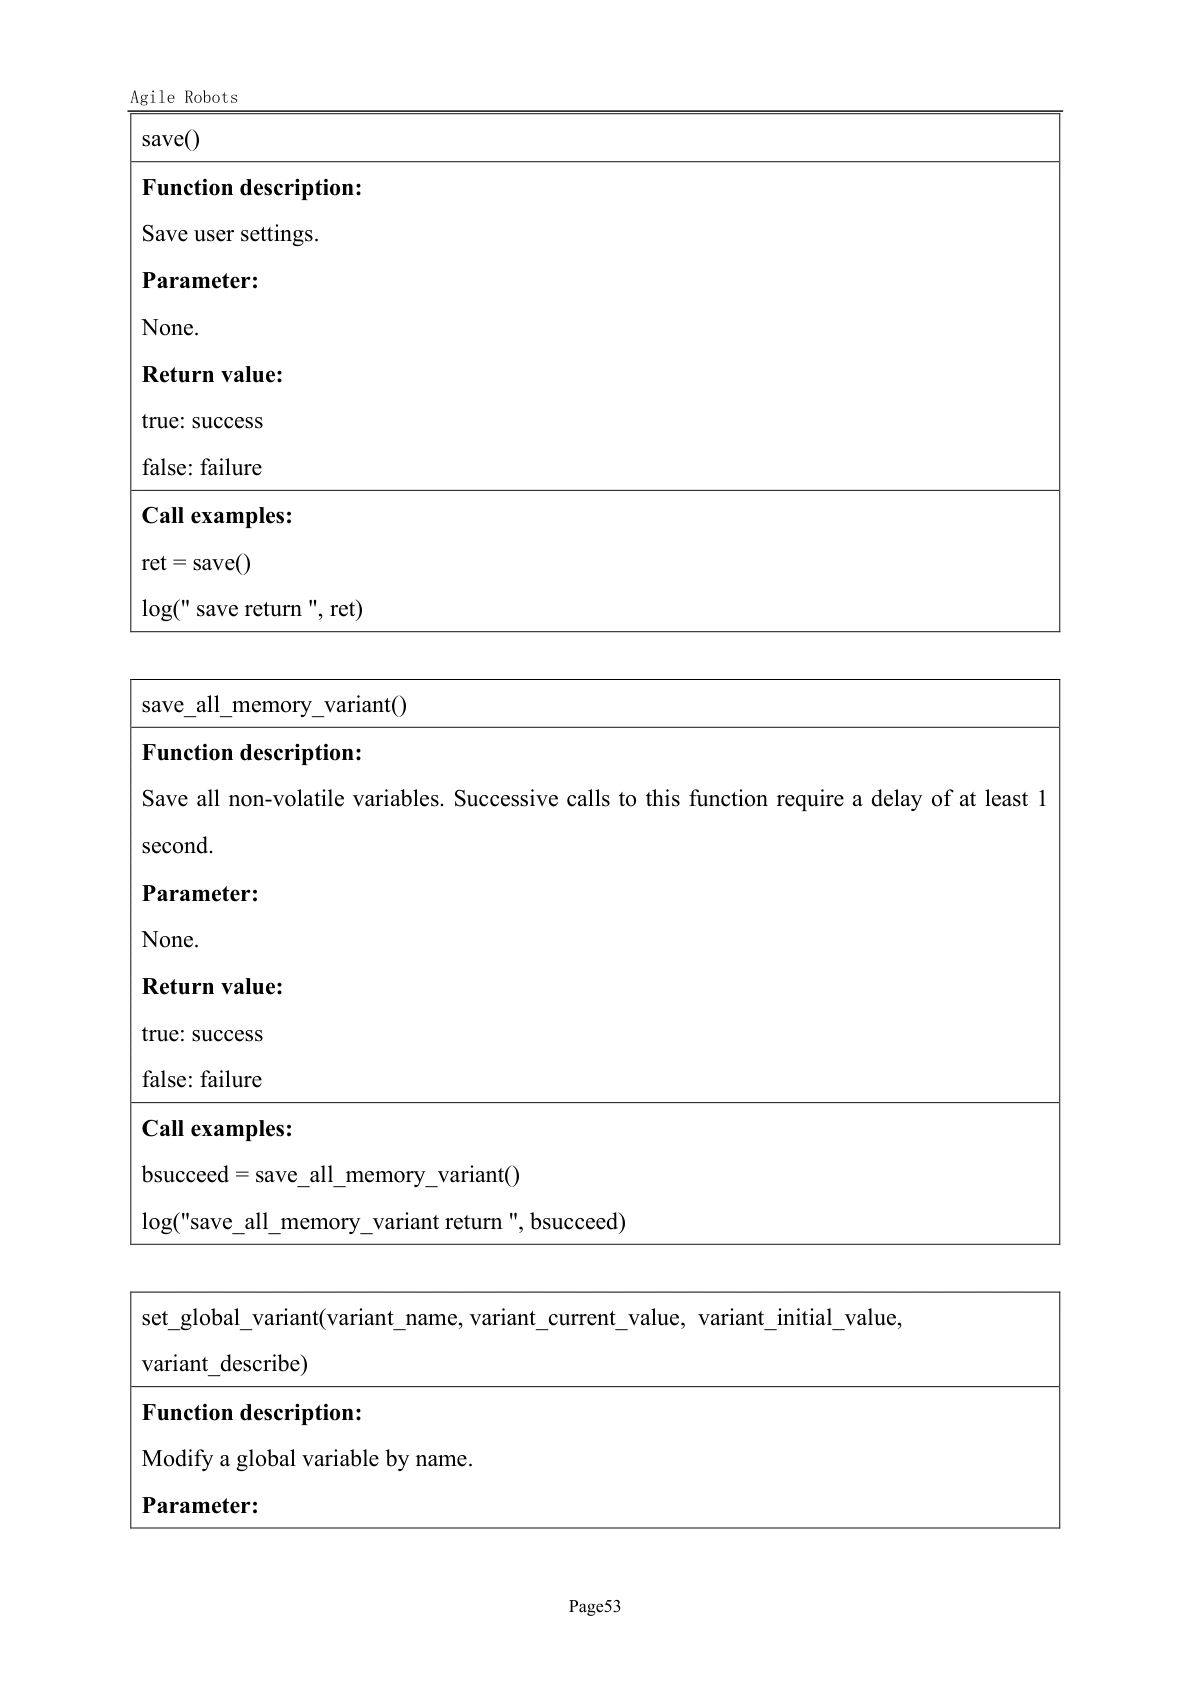 Agile Robots
save()
Function description:
Save user settings.
Parameter:
None.
Return value:
true: success
false: failure
Call examples:
ret = save()
log(" save return ", ret)
save_all_memory_variant()
Function description:
Save all non-volatile variables. Successive calls to this function require a delay of at least 1
second.
Parameter:
None.
Return value:
true: success
false: failure
Call examples:
bsucceed = save_all_memory_variant()
log("save_all_memory_variant return ", bsucceed)
set_global_variant(variant_name, variant_current_value,  variant_initial_value,
variant_describe)
Function description:
Modify a global variable by name.
Parameter:
Page53